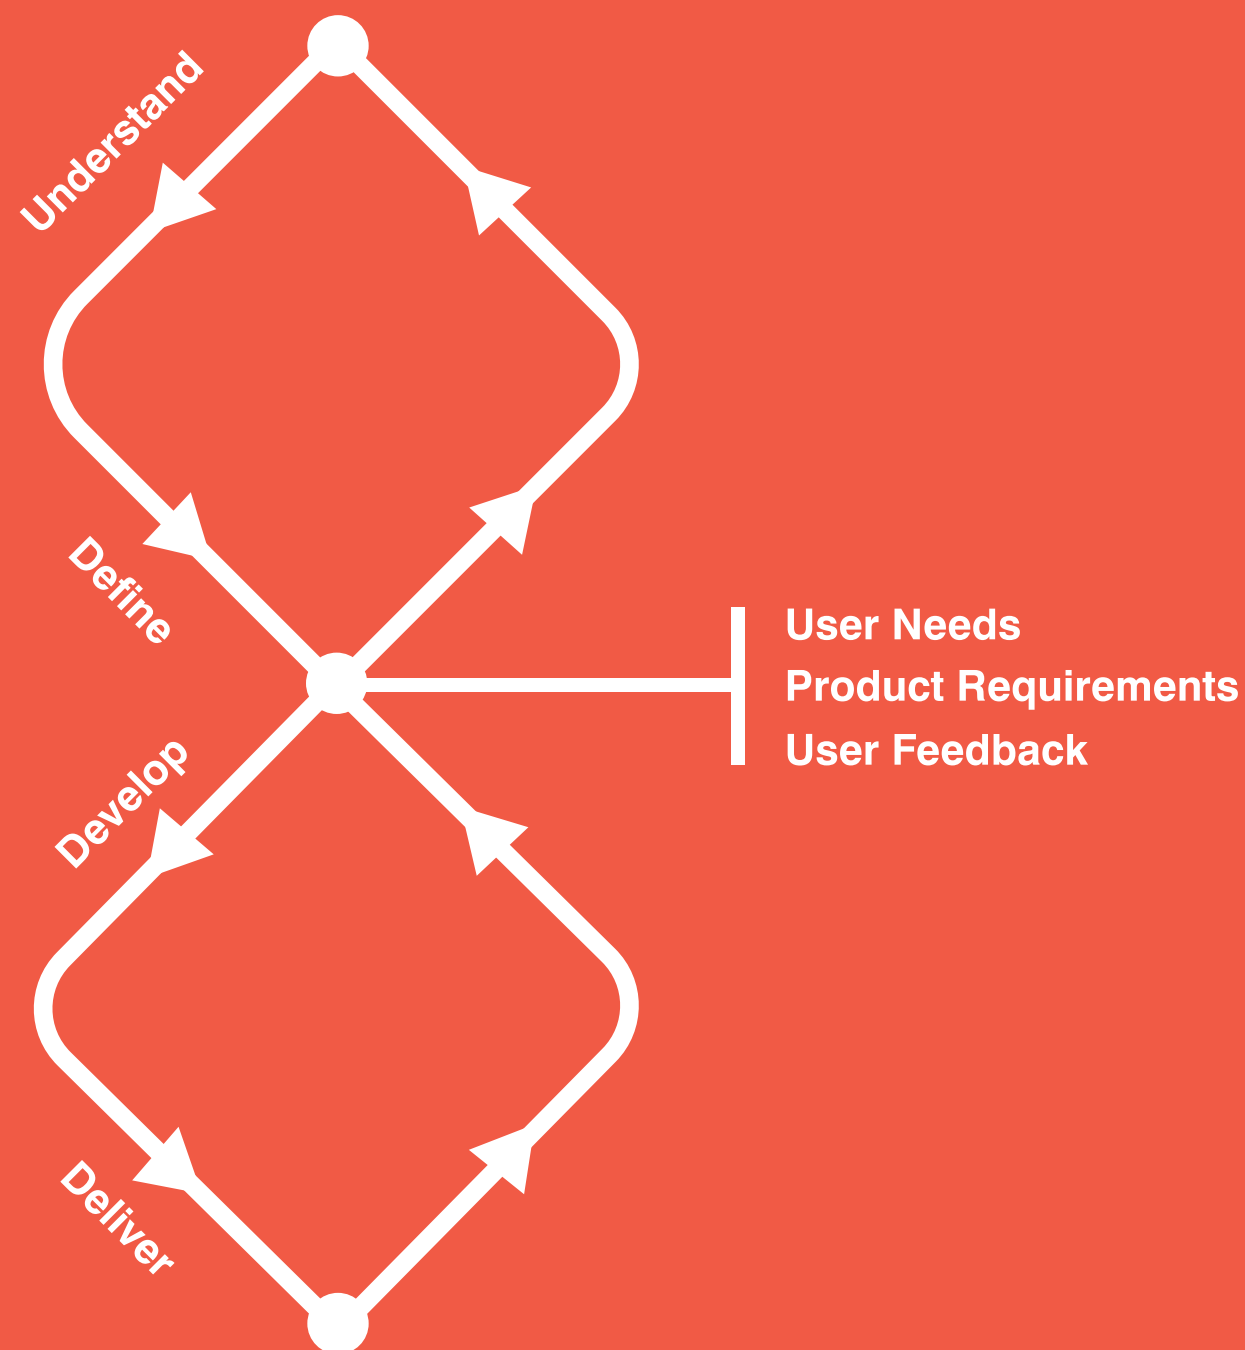 Understand
Define
User Needs
Product Requirements
User Feedback
Develop
Deliver